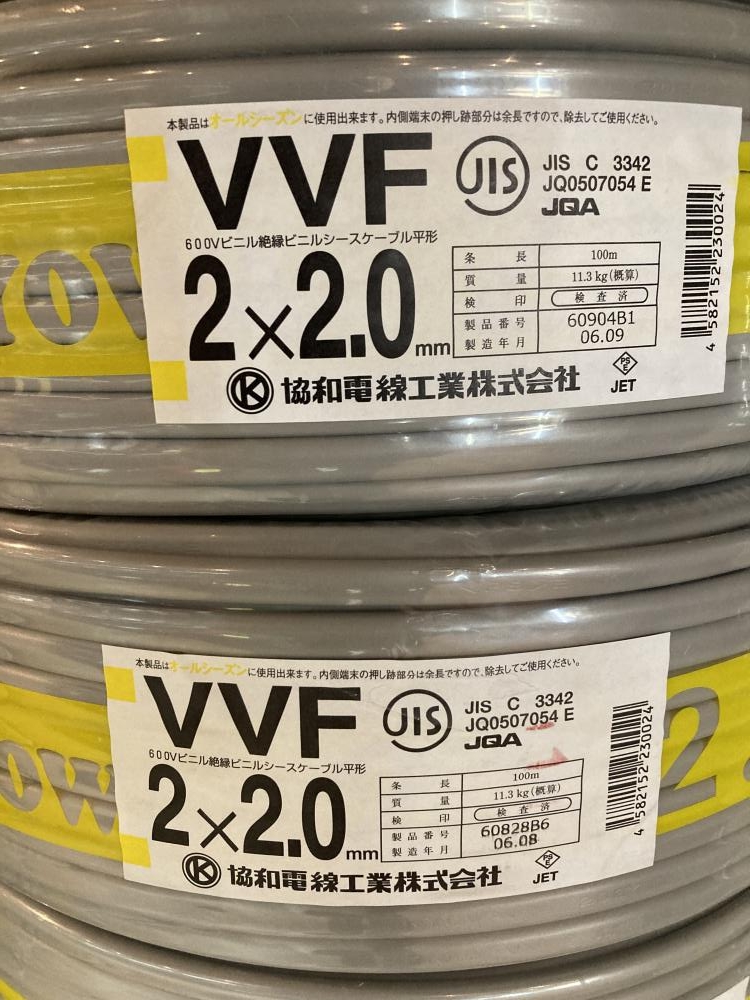 本製品はオールシーズンに使用出来ます。内側端末の押し跡部分は余長ですので、除去してご使用ください。
VVF
JIS
JIS C 3342
JQ0507054 E
JQA
600Vビニル絶縁ビニルシースケーブル平形
2×2.0mm
条長 100m
質量 11.3kg(概算)
検印 検査済
製品番号 60904B1
製造年月 06.09
K 協和電線工業株式会社
PSE
JET
4 582152 230024
本製品はオールシーズンに使用出来ます。内側端末の押し跡部分は余長ですので、除去してご使用ください。
VVF
JIS
JIS C 3342
JQ0507054 E
JQA
600Vビニル絶縁ビニルシースケーブル平形
2×2.0mm
条長 100m
質量 11.3kg(概算)
検印 検査済
製品番号 60828B6
製造年月 06.08
K 協和電線工業株式会社
PSE
JET
4 582152 230024
2